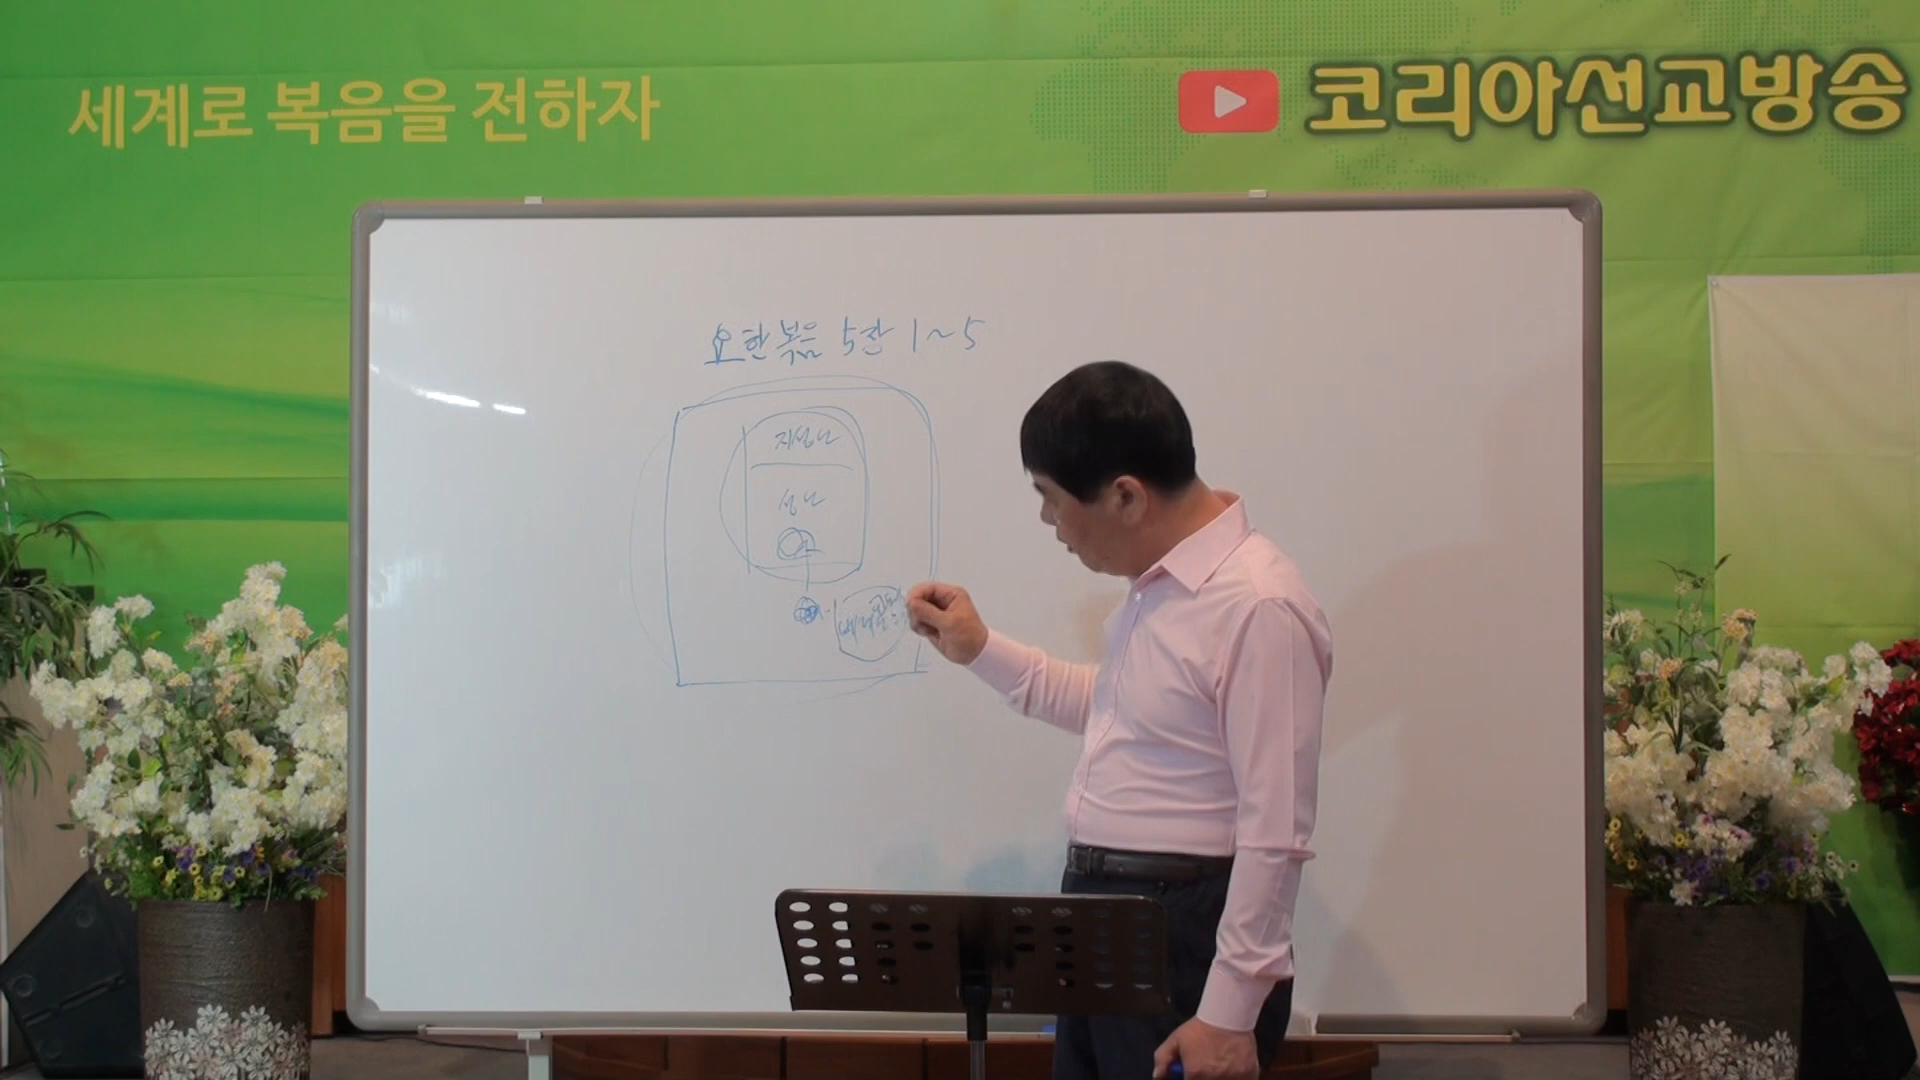 세계로 복음을 전하자
코리아선교방송
요한복음 5장 1~5
지성소
성소